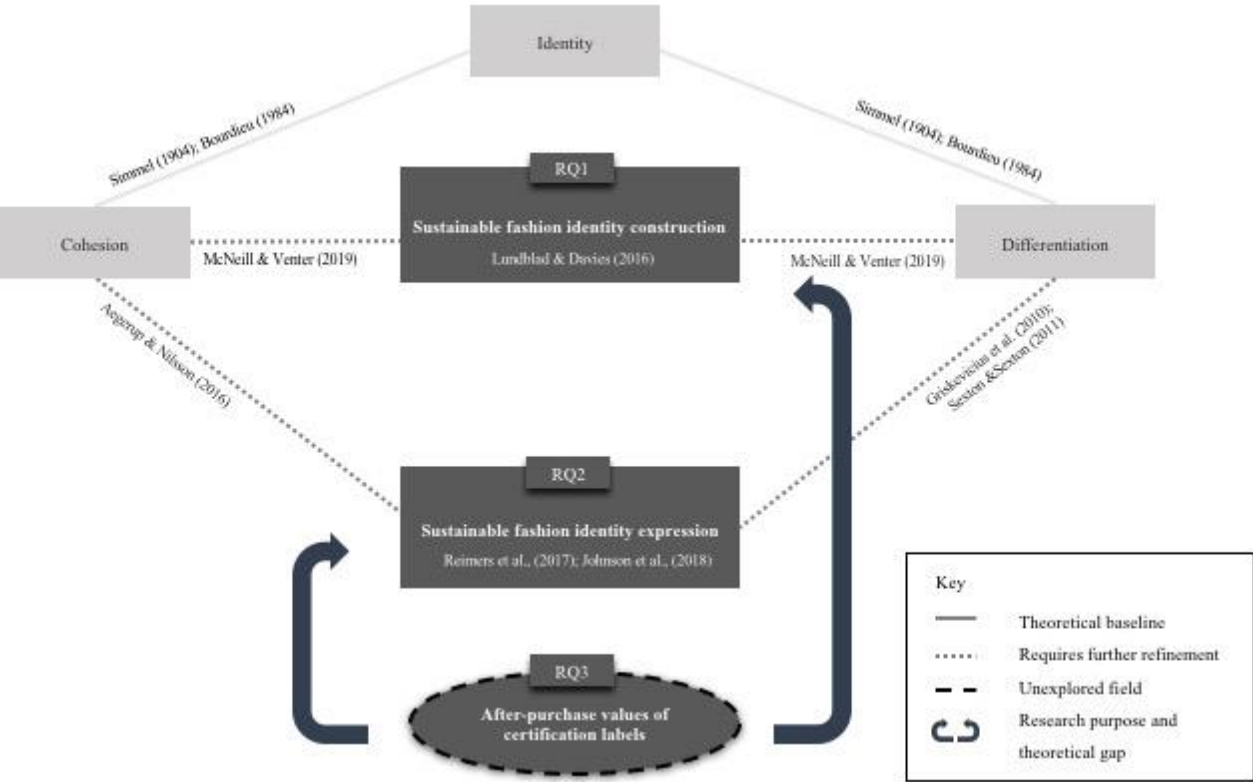 Identity
Simmel (1904); Bourdieu (1984)
Simmel (1904); Bourdieu (1984)
RQ1
Sustainable fashion identity construction
Lundblad & Davies (2016)
Cohesion
Differentiation
McNeill & Venter (2019)
McNeill & Venter (2019)
Aegerup & Nilsson (2016)
Griskevicius et al. (2010);
Sexton &Sexton (2011)
RQ2
Sustainable fashion identity expression
Reimers et al., (2017); Johnson et al., (2018)
RQ3
After-purchase values of
certification labels
Key
Theoretical baseline
Requires further refinement
Unexplored field
Research purpose and
theoretical gap